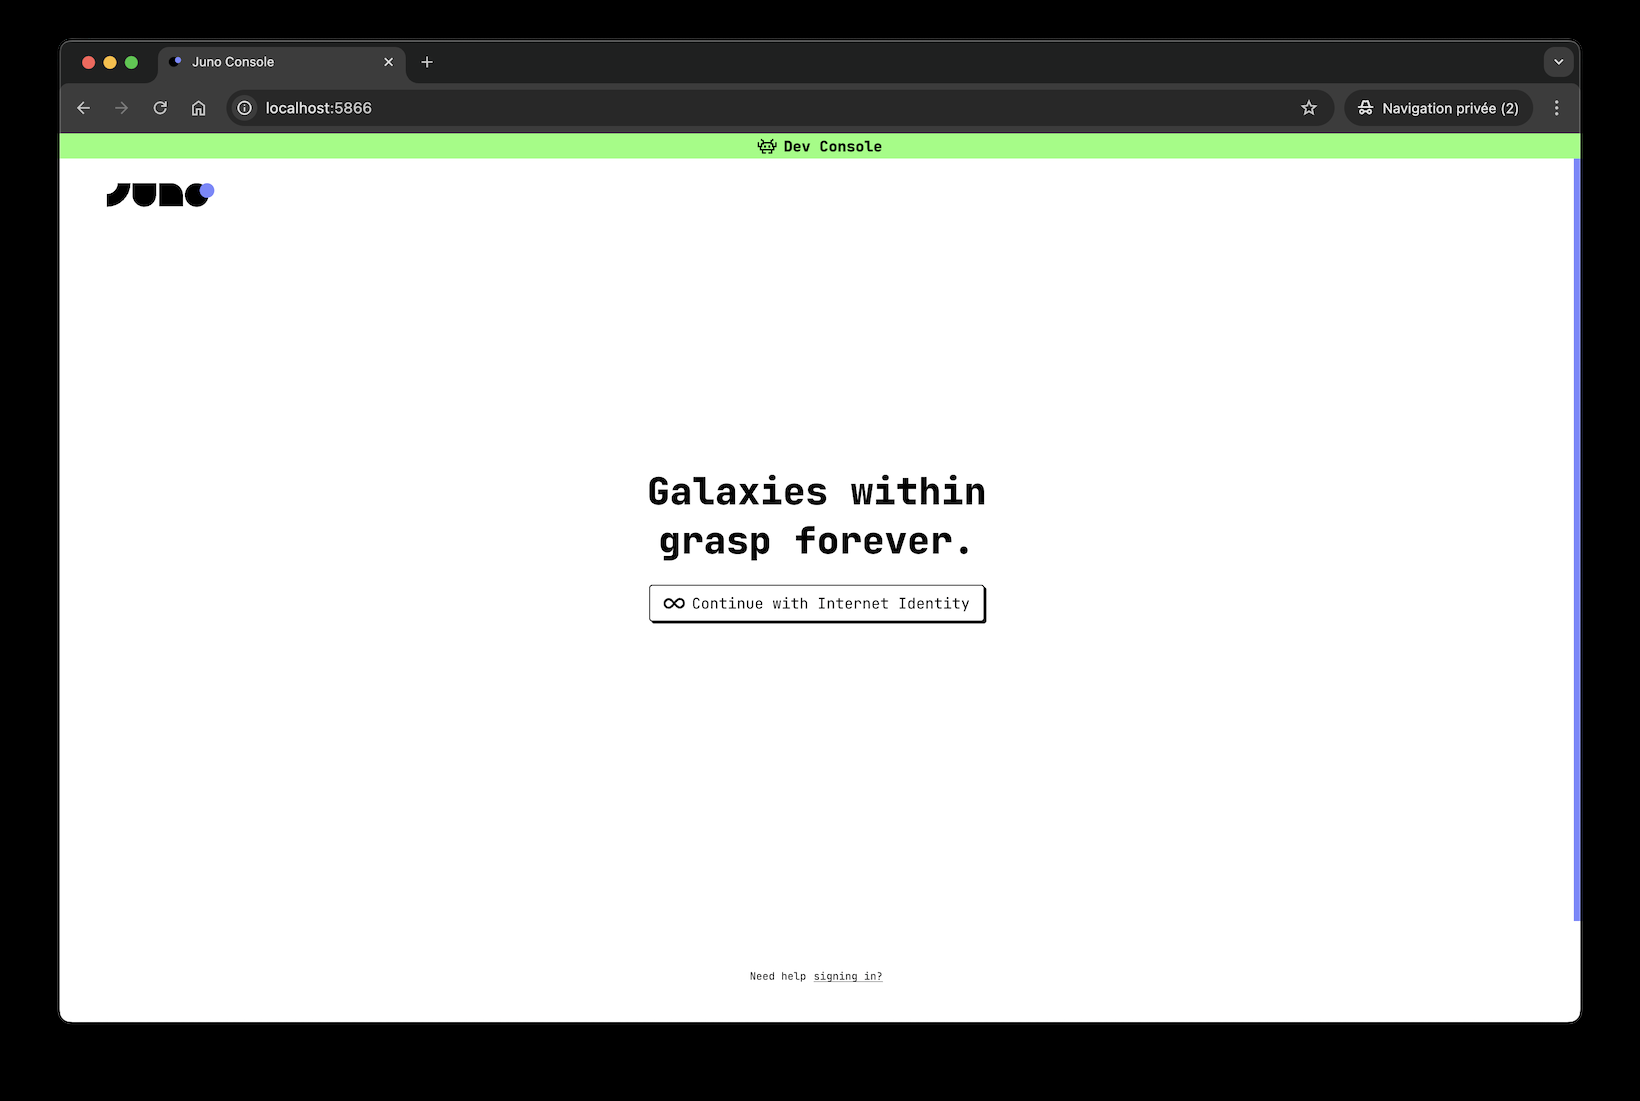 Juno Console
localhost:5866
Navigation privée (2)
Dev Console
JUNO
Galaxies within
grasp forever.
Continue with Internet Identity
Need help signing in?